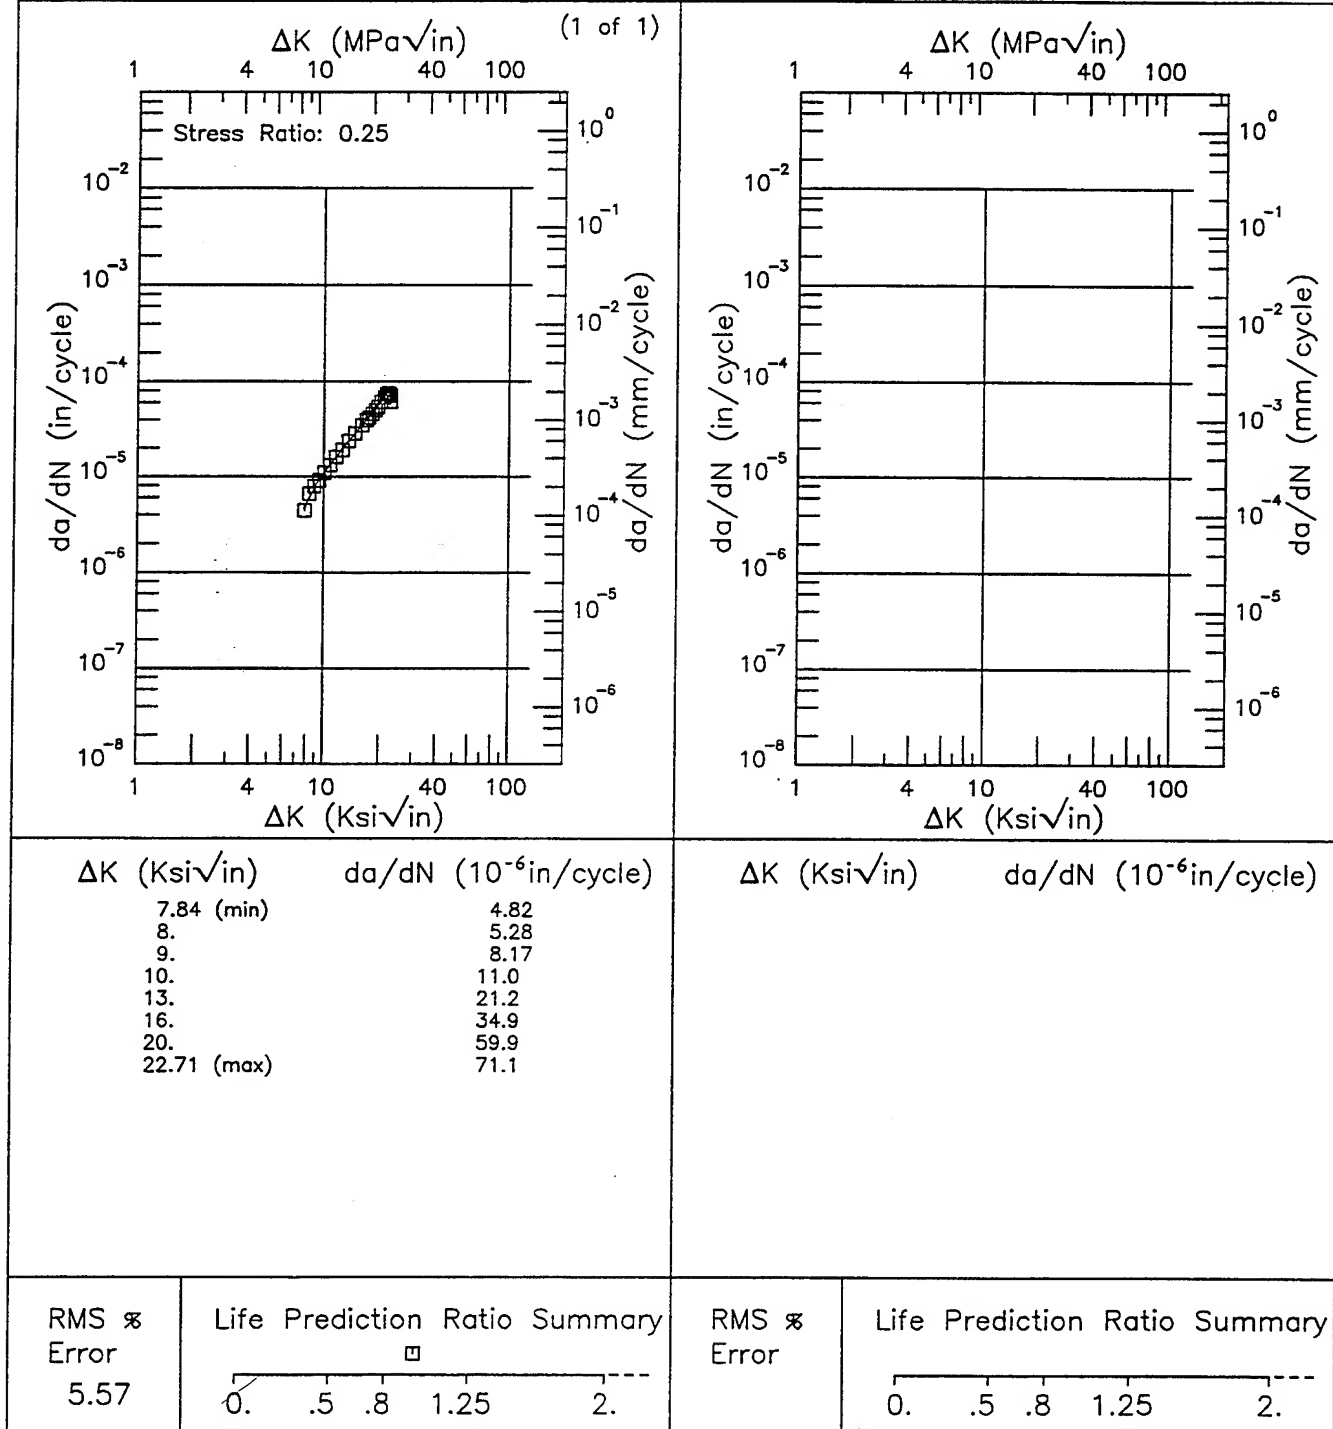 (1 of 1)
ΔK (MPa√in)
1 4 10 40 100
Stress Ratio: 0.25
da/dN (in/cycle)
10⁻²
10⁻³
10⁻⁴
10⁻⁵
10⁻⁶
10⁻⁷
10⁻⁸
10⁰
10⁻¹
10⁻²
10⁻³
10⁻⁴
10⁻⁵
10⁻⁶
da/dN (mm/cycle)
1 4 10 40 100
ΔK (Ksi√in)
ΔK (MPa√in)
1 4 10 40 100
da/dN (in/cycle)
10⁻²
10⁻³
10⁻⁴
10⁻⁵
10⁻⁶
10⁻⁷
10⁻⁸
10⁰
10⁻¹
10⁻²
10⁻³
10⁻⁴
10⁻⁵
10⁻⁶
da/dN (mm/cycle)
1 4 10 40 100
ΔK (Ksi√in)
ΔK (Ksi√in) da/dN (10⁻⁶in/cycle)
7.84 (min) 4.82
8. 5.28
9. 8.17
10. 11.0
13. 21.2
16. 34.9
20. 59.9
22.71 (max) 71.1
ΔK (Ksi√in) da/dN (10⁻⁶in/cycle)
RMS %
Error
5.57
Life Prediction Ratio Summary
0. .5 .8 1.25 2.
RMS %
Error
Life Prediction Ratio Summary
0. .5 .8 1.25 2.